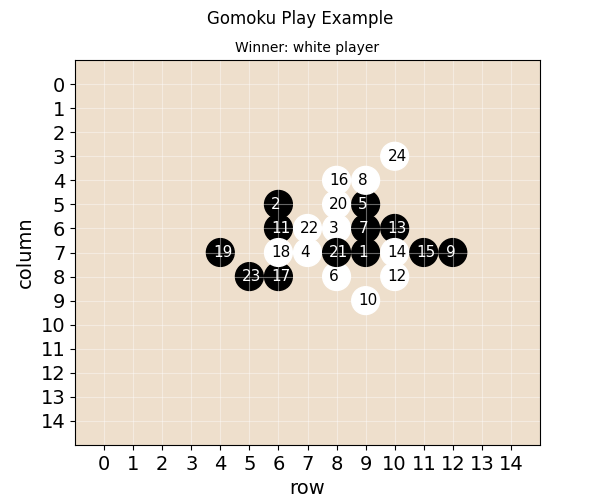 Gomoku Play Example
Winner: white player
0
1
2
3 24
4 16 8
5 2 20 5
6 11 22 3 7 13
7 19 18 4 21 1 14 15 9
8 23 17 6 12
9 10
10
11
12
13
14
column
0 1 2 3 4 5 6 7 8 9 10 11 12 13 14
row